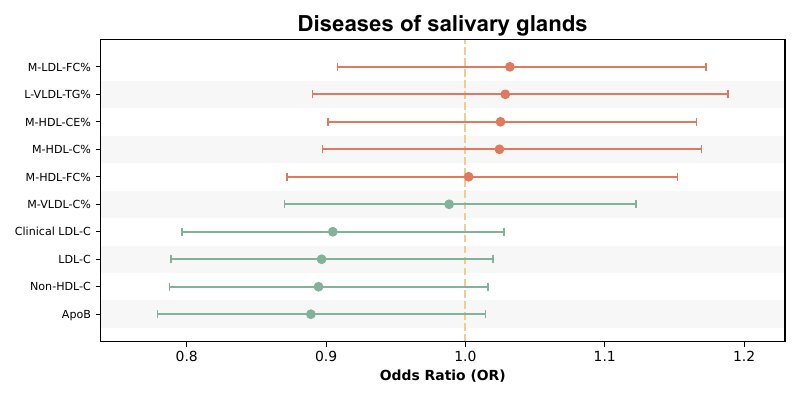 Diseases of salivary glands
M-LDL-FC%
L-VLDL-TG%
M-HDL-CE%
M-HDL-C%
M-HDL-FC%
M-VLDL-C%
Clinical LDL-C
LDL-C
Non-HDL-C
ApoB
0.8 0.9 1.0 1.1 1.2
Odds Ratio (OR)